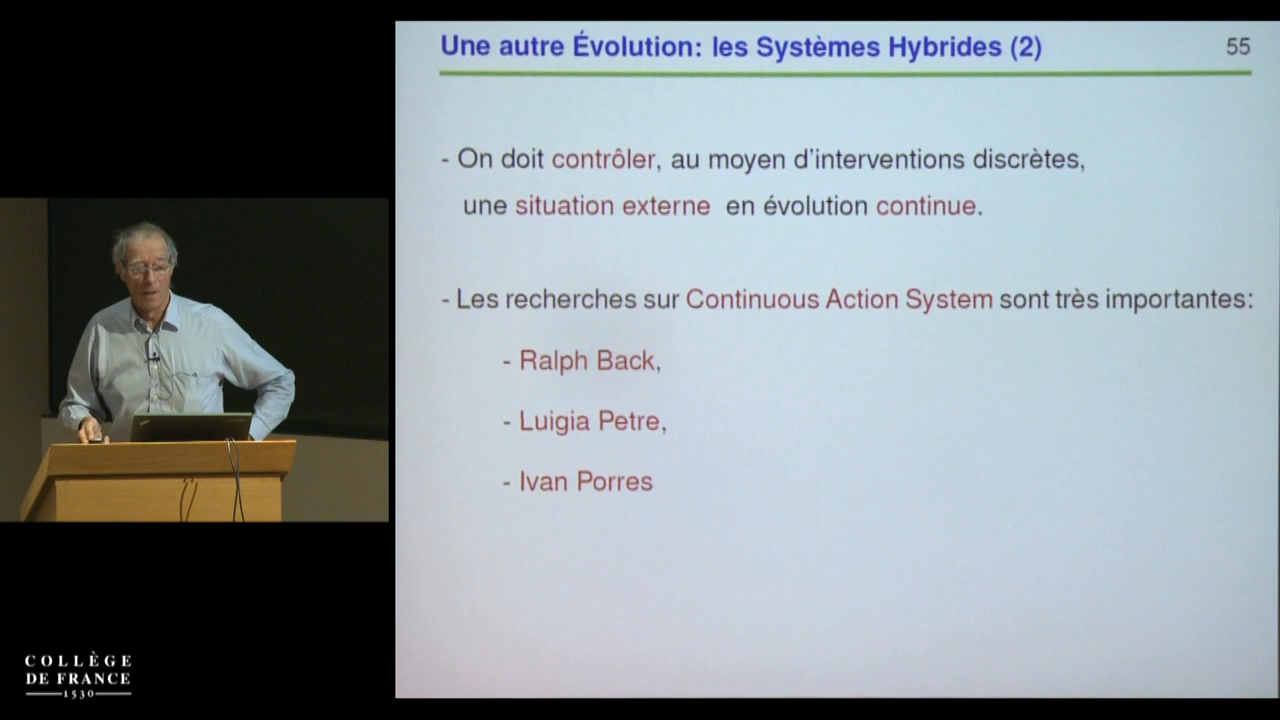 Une autre Évolution: les Systèmes Hybrides (2)
55
- On doit contrôler, au moyen d'interventions discrètes,
une situation externe en évolution continue.
- Les recherches sur Continuous Action System sont très importantes:
- Ralph Back,
- Luigia Petre,
- Ivan Porres
COLLÈGE
DE FRANCE
1530